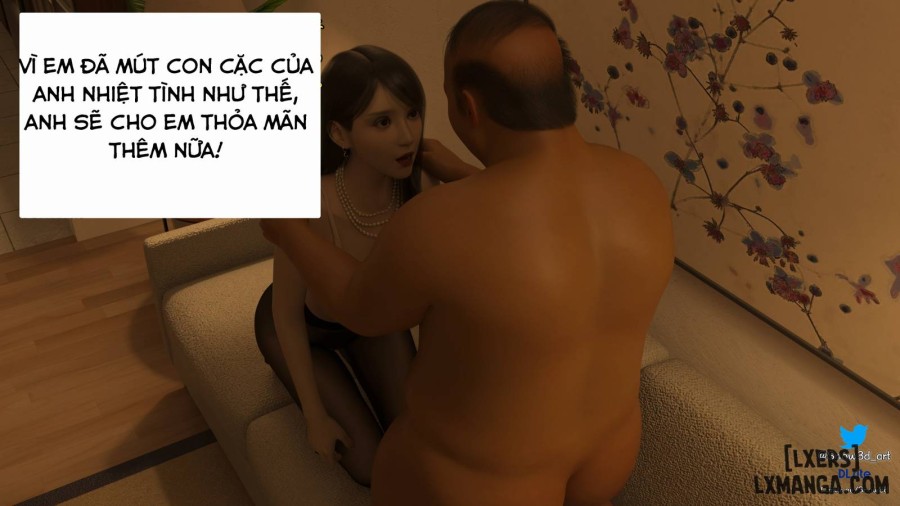 VÌ EM ĐÃ MÚT CON CẶC CỦA
ANH NHIỆT TÌNH NHƯ THẾ,
ANH SẼ CHO EM THỎA MÃN
THÊM NỮA!
[LXERS]
LXMANGA.COM